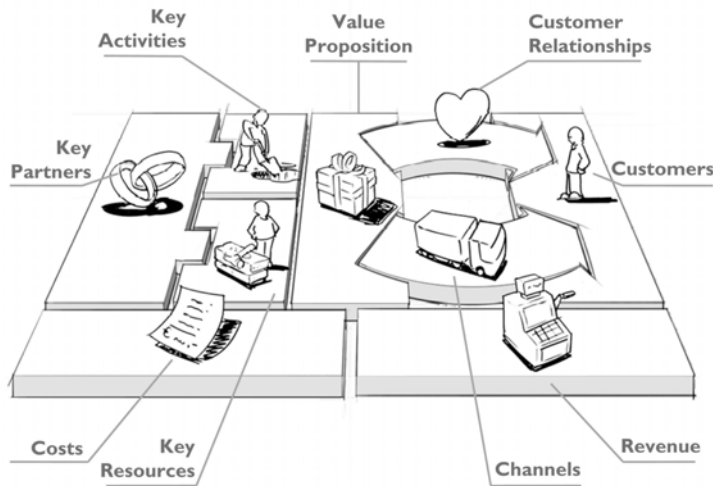 Key
Activities
Value
Proposition
Customer
Relationships
Key
Partners
Customers
Costs
Key
Resources
Channels
Revenue